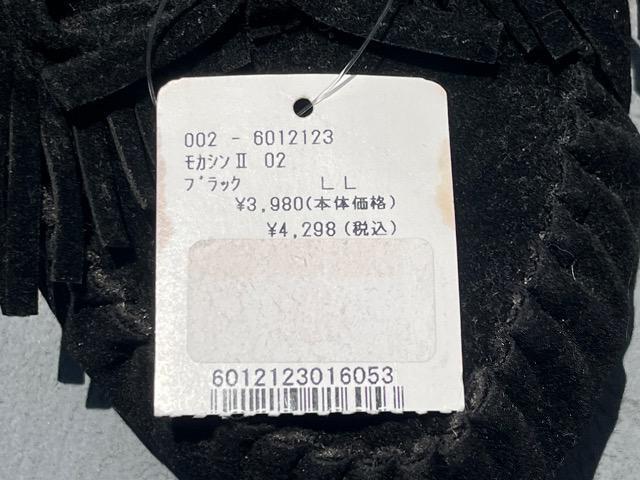 002 - 6012123
ﾓｶｼﾝⅡ 02
ﾌﾞﾗｯｸ ＬＬ
¥3,980(本体価格)
¥4,298(税込)
6012123016053